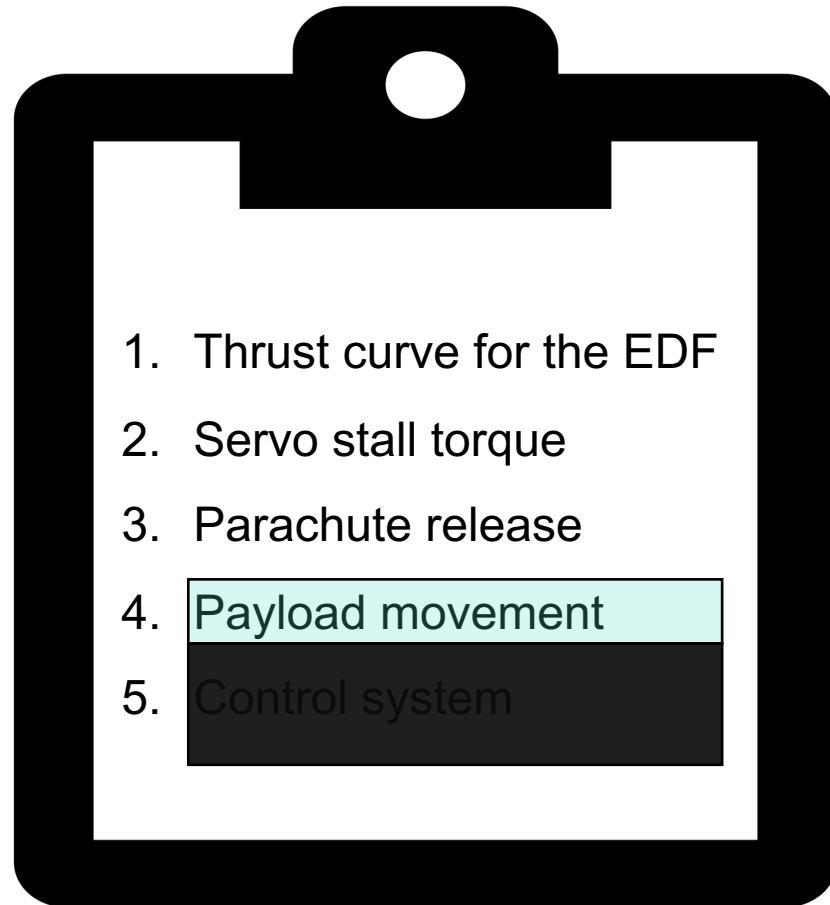 1. Thrust curve for the EDF
2. Servo stall torque
3. Parachute release
4. Payload movement
5. Control system